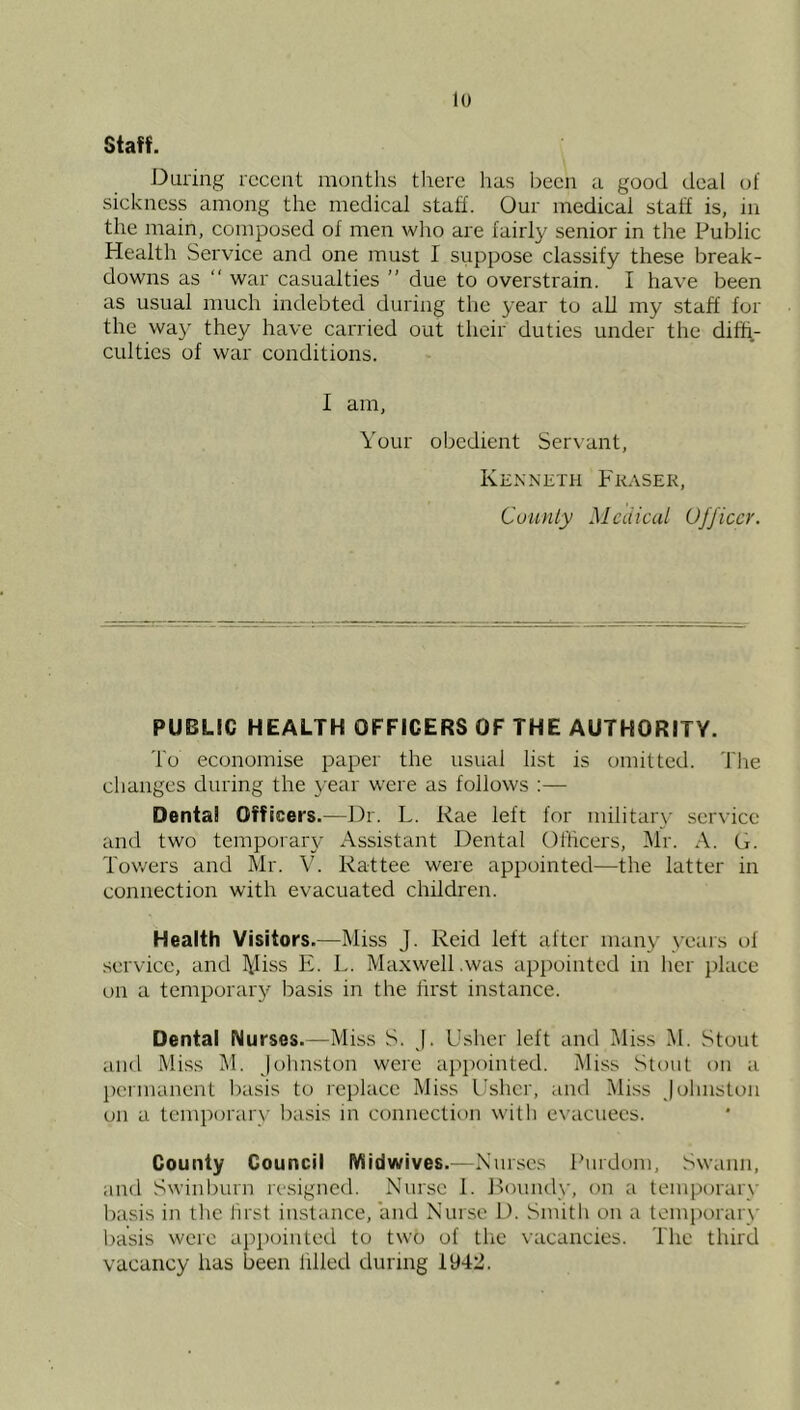 10
Staff.
During recent months there has been a good deal of
sickness among the medical staff. Our medical staff is, in
the main, composed of men who are fairly senior in the Public
Health Service and one must I suppose classify these break-
downs as “ war casualties ” due to overstrain. I have been
as usual much indebted during the year to all my staff for
the way they have carried out their duties under the diffi-
culties of war conditions.
I am,
Your obedient Servant,
Kenneth Fraser,
County Medical Officer.
PUBLIC HEALTH OFFICERS OF THE AUTHORITY.
To economise paper the usual list is omitted. The
changes during the year were as follows :—
Dental Officers.—Dr. L. Rae left for military service
and two temporary Assistant Dental Officers, Mr. A. G.
Towers and Mr. V. Rattee were appointed—the latter in
connection with evacuated children.
Health Visitors.—Miss J. Reid left after many years of
service, and Miss E. L. Maxwell was appointed in her place
on a temporary basis in the first instance.
Dental Nurses.—Miss S. J. Usher left and Miss M. Stout
and Miss M. Johnston were appointed. Miss Stout on a
permanent basis to replace Miss Usher, and Miss Johnston
on a temporary basis in connection with evacuees.
County Council Midwives.—Nurses Purdom, Swann,
and Swinburn resigned. Nurse I. Boundy, on a temporary
basis in the first instance, and Nurse D. Smith on a temporary
basis were appointed to two of the vacancies. The third
vacancy has been filled during 1942.